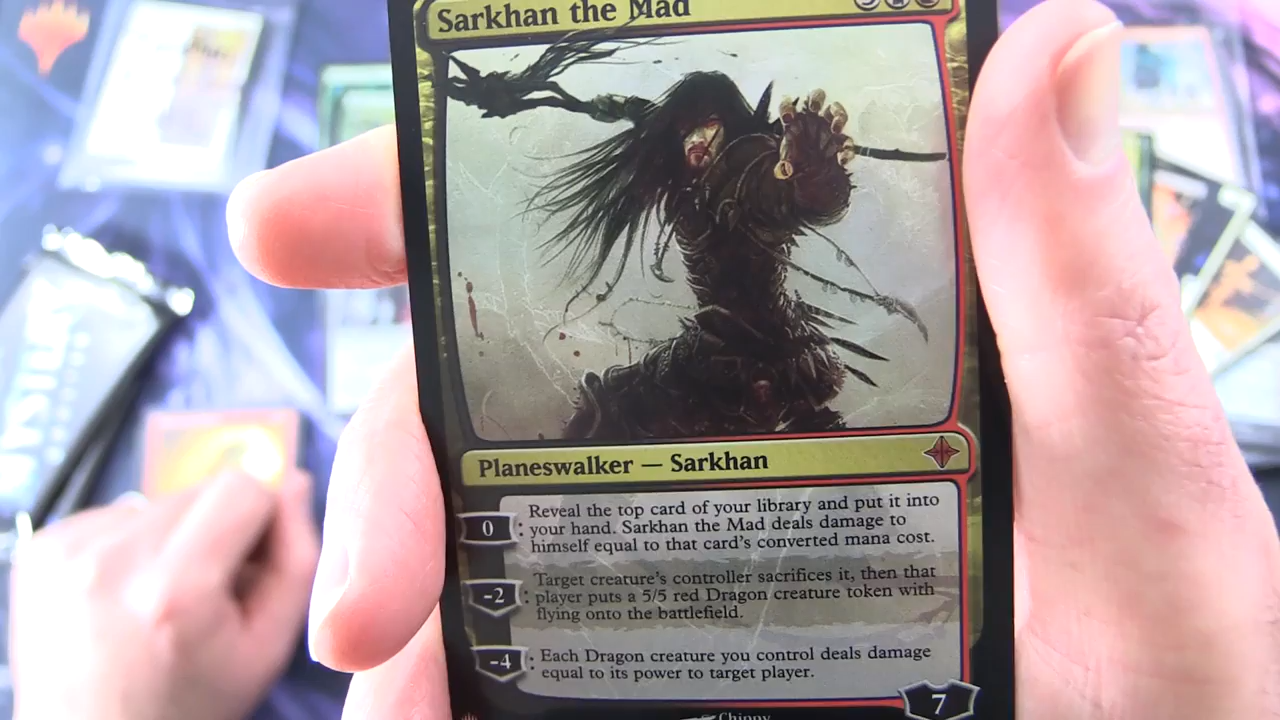 Sarkhan the Mad
Planeswalker — Sarkhan
0
: Reveal the top card of your library and put it into
your hand. Sarkhan the Mad deals damage to
himself equal to that card's converted mana cost.
-2
: Target creature's controller sacrifices it, then that
player puts a 5/5 red Dragon creature token with
flying onto the battlefield.
-4
: Each Dragon creature you control deals damage
equal to its power to target player.
7
Chippy